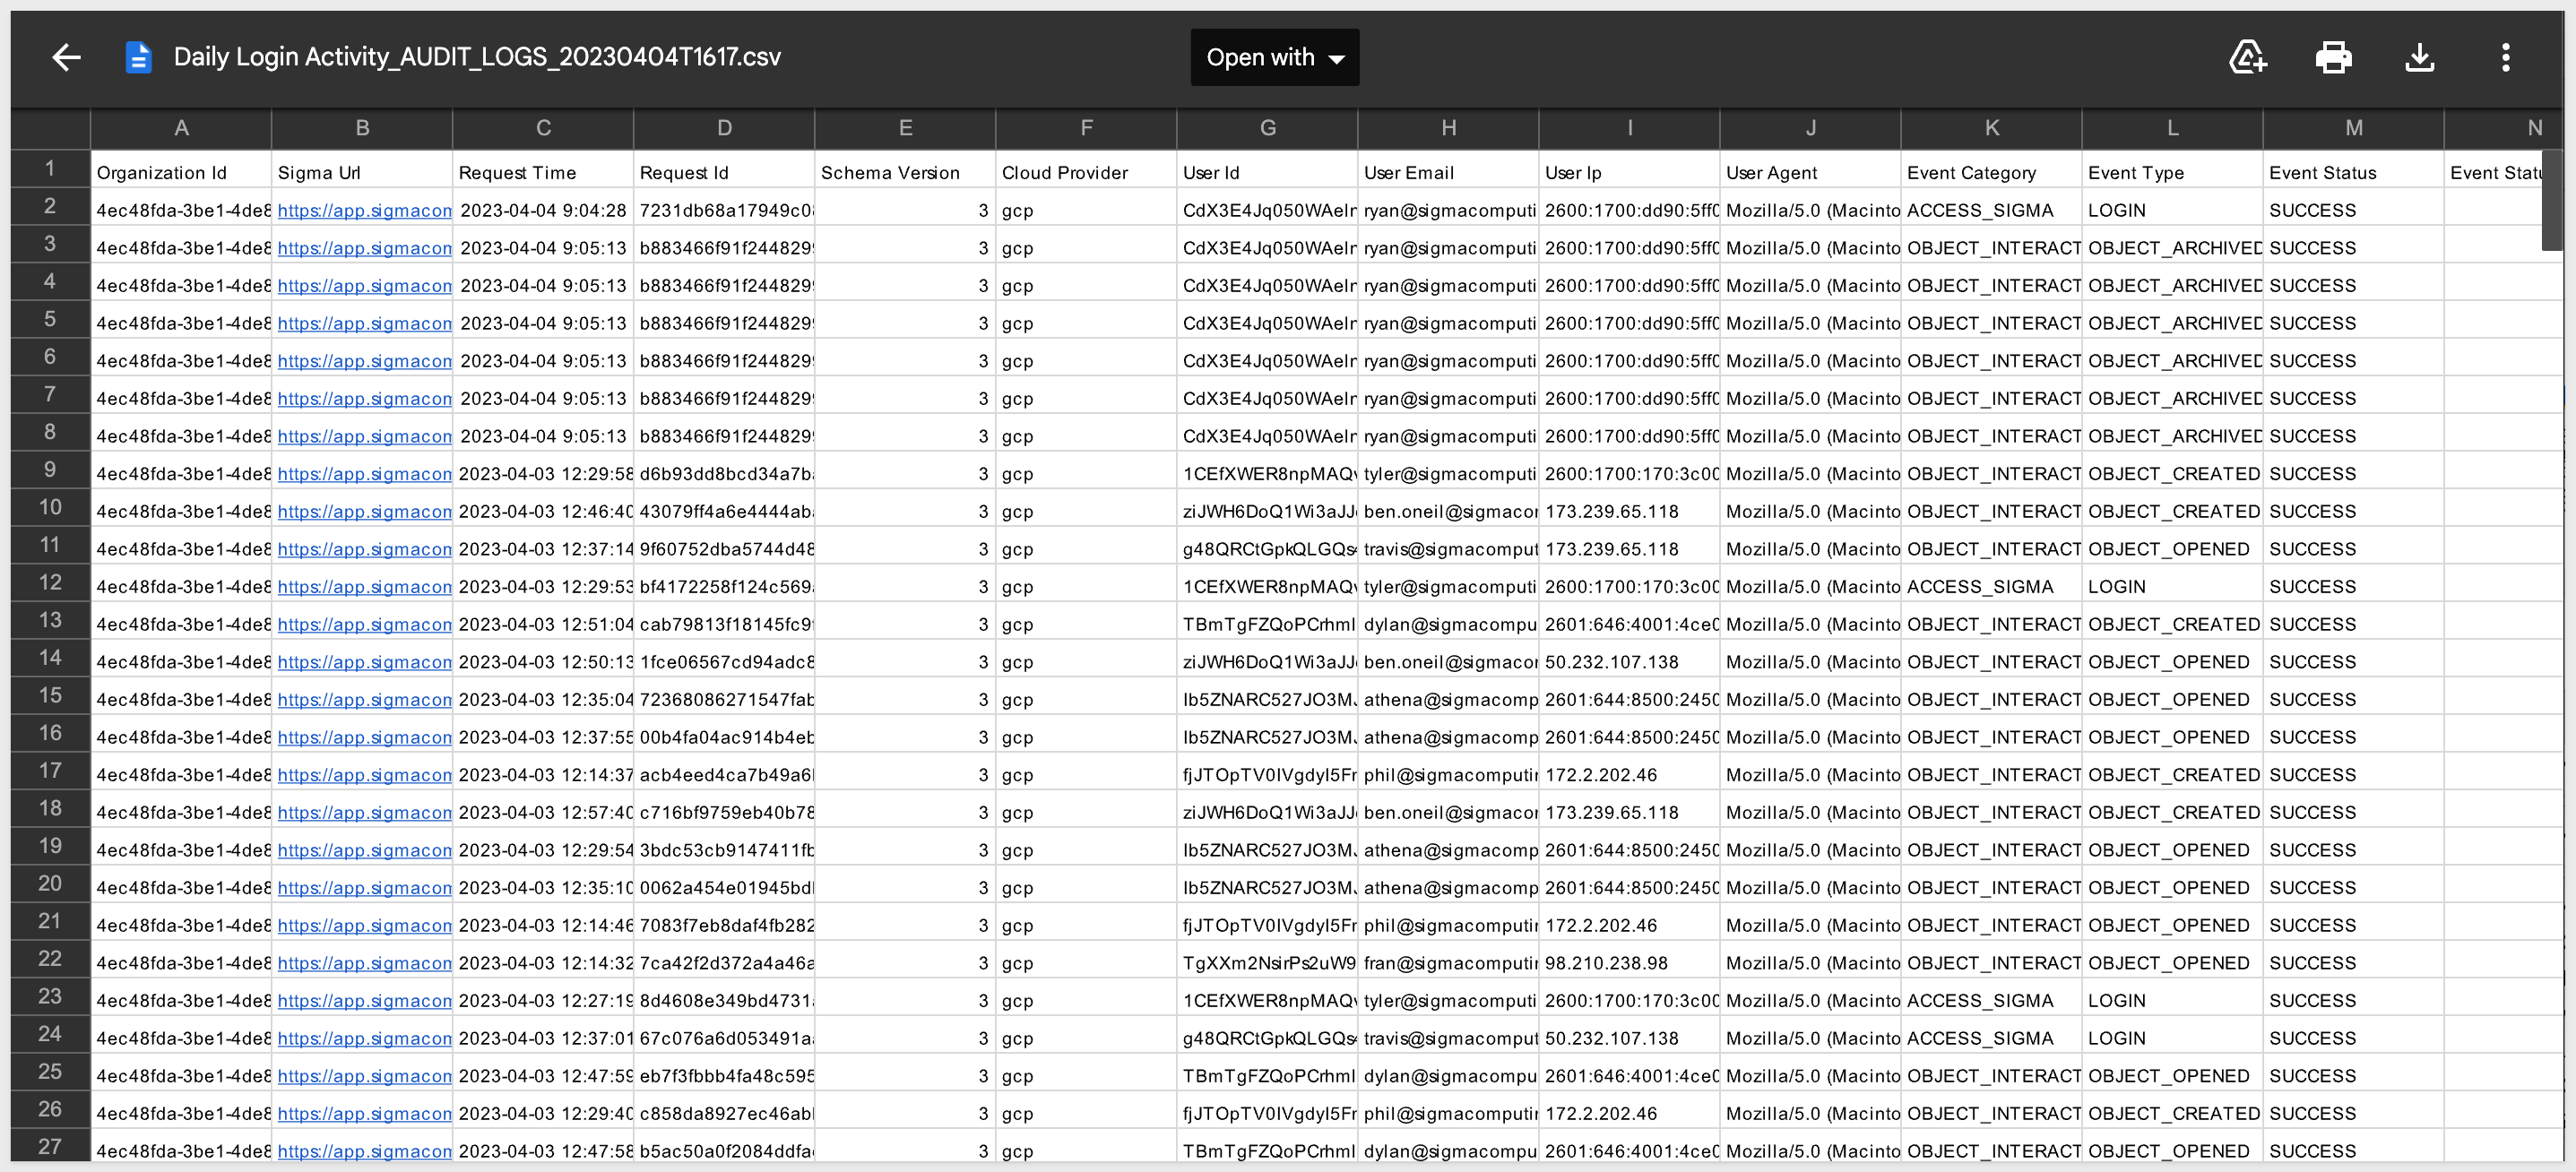 Daily Login Activity_AUDIT_LOGS_20230404T1617.csv Open with
A B C D E F G H I J K L M N
1 Organization Id Sigma Url Request Time Request Id Schema Version Cloud Provider User Id User Email User Ip User Agent Event Category Event Type Event Status Event Statu
2 4ec48fda-3be1-4de8 https://app.sigmacom 2023-04-04 9:04:28 7231db68a17949c0 3 gcp CdX3E4Jq050WAeIr ryan@sigmacomputi 2600:1700:dd90:5ff0 Mozilla/5.0 (Macinto ACCESS_SIGMA LOGIN SUCCESS
3 4ec48fda-3be1-4de8 https://app.sigmacom 2023-04-04 9:05:13 b883466f91f244829 3 gcp CdX3E4Jq050WAeIr ryan@sigmacomputi 2600:1700:dd90:5ff0 Mozilla/5.0 (Macinto OBJECT_INTERACT OBJECT_ARCHIVED SUCCESS
4 4ec48fda-3be1-4de8 https://app.sigmacom 2023-04-04 9:05:13 b883466f91f244829 3 gcp CdX3E4Jq050WAeIr ryan@sigmacomputi 2600:1700:dd90:5ff0 Mozilla/5.0 (Macinto OBJECT_INTERACT OBJECT_ARCHIVED SUCCESS
5 4ec48fda-3be1-4de8 https://app.sigmacom 2023-04-04 9:05:13 b883466f91f244829 3 gcp CdX3E4Jq050WAeIr ryan@sigmacomputi 2600:1700:dd90:5ff0 Mozilla/5.0 (Macinto OBJECT_INTERACT OBJECT_ARCHIVED SUCCESS
6 4ec48fda-3be1-4de8 https://app.sigmacom 2023-04-04 9:05:13 b883466f91f244829 3 gcp CdX3E4Jq050WAeIr ryan@sigmacomputi 2600:1700:dd90:5ff0 Mozilla/5.0 (Macinto OBJECT_INTERACT OBJECT_ARCHIVED SUCCESS
7 4ec48fda-3be1-4de8 https://app.sigmacom 2023-04-04 9:05:13 b883466f91f244829 3 gcp CdX3E4Jq050WAeIr ryan@sigmacomputi 2600:1700:dd90:5ff0 Mozilla/5.0 (Macinto OBJECT_INTERACT OBJECT_ARCHIVED SUCCESS
8 4ec48fda-3be1-4de8 https://app.sigmacom 2023-04-04 9:05:13 b883466f91f244829 3 gcp CdX3E4Jq050WAeIr ryan@sigmacomputi 2600:1700:dd90:5ff0 Mozilla/5.0 (Macinto OBJECT_INTERACT OBJECT_ARCHIVED SUCCESS
9 4ec48fda-3be1-4de8 https://app.sigmacom 2023-04-03 12:29:58 d6b93dd8bcd34a7b 3 gcp 1CEfXWER8npMAQ tyler@sigmacomputi 2600:1700:170:3c00 Mozilla/5.0 (Macinto OBJECT_INTERACT OBJECT_CREATED SUCCESS
10 4ec48fda-3be1-4de8 https://app.sigmacom 2023-04-03 12:46:40 43079ff4a6e4444ab 3 gcp ziJWH6DoQ1Wi3aJJ ben.oneil@sigmacor 173.239.65.118 Mozilla/5.0 (Macinto OBJECT_INTERACT OBJECT_CREATED SUCCESS
11 4ec48fda-3be1-4de8 https://app.sigmacom 2023-04-03 12:37:14 9f60752dba5744d48 3 gcp g48QRCtGpkQLGQs travis@sigmacomput 173.239.65.118 Mozilla/5.0 (Macinto OBJECT_INTERACT OBJECT_OPENED SUCCESS
12 4ec48fda-3be1-4de8 https://app.sigmacom 2023-04-03 12:29:53 bf4172258f124c569 3 gcp 1CEfXWER8npMAQ tyler@sigmacomputi 2600:1700:170:3c00 Mozilla/5.0 (Macinto ACCESS_SIGMA LOGIN SUCCESS
13 4ec48fda-3be1-4de8 https://app.sigmacom 2023-04-03 12:51:04 cab79813f18145fc9 3 gcp TBmTgFZQoPCrhml dylan@sigmacompu 2601:646:4001:4ce0 Mozilla/5.0 (Macinto OBJECT_INTERACT OBJECT_CREATED SUCCESS
14 4ec48fda-3be1-4de8 https://app.sigmacom 2023-04-03 12:50:13 1fce06567cd94adc8 3 gcp ziJWH6DoQ1Wi3aJJ ben.oneil@sigmacor 50.232.107.138 Mozilla/5.0 (Macinto OBJECT_INTERACT OBJECT_OPENED SUCCESS
15 4ec48fda-3be1-4de8 https://app.sigmacom 2023-04-03 12:35:04 72368086271547fab 3 gcp Ib5ZNARC527JO3M athena@sigmacomp 2601:644:8500:2450 Mozilla/5.0 (Macinto OBJECT_INTERACT OBJECT_OPENED SUCCESS
16 4ec48fda-3be1-4de8 https://app.sigmacom 2023-04-03 12:37:55 00b4fa04ac914b4eb 3 gcp Ib5ZNARC527JO3M athena@sigmacomp 2601:644:8500:2450 Mozilla/5.0 (Macinto OBJECT_INTERACT OBJECT_OPENED SUCCESS
17 4ec48fda-3be1-4de8 https://app.sigmacom 2023-04-03 12:14:37 acb4eed4ca7b49a6 3 gcp fjJTOpTV0IVgdyI5Fr phil@sigmacomputir 172.2.202.46 Mozilla/5.0 (Macinto OBJECT_INTERACT OBJECT_CREATED SUCCESS
18 4ec48fda-3be1-4de8 https://app.sigmacom 2023-04-03 12:57:40 c716bf9759eb40b78 3 gcp ziJWH6DoQ1Wi3aJJ ben.oneil@sigmacor 173.239.65.118 Mozilla/5.0 (Macinto OBJECT_INTERACT OBJECT_CREATED SUCCESS
19 4ec48fda-3be1-4de8 https://app.sigmacom 2023-04-03 12:29:54 3bdc53cb9147411fb 3 gcp Ib5ZNARC527JO3M athena@sigmacomp 2601:644:8500:2450 Mozilla/5.0 (Macinto OBJECT_INTERACT OBJECT_OPENED SUCCESS
20 4ec48fda-3be1-4de8 https://app.sigmacom 2023-04-03 12:35:10 0062a454e01945bd 3 gcp Ib5ZNARC527JO3M athena@sigmacomp 2601:644:8500:2450 Mozilla/5.0 (Macinto OBJECT_INTERACT OBJECT_OPENED SUCCESS
21 4ec48fda-3be1-4de8 https://app.sigmacom 2023-04-03 12:14:46 7083f7eb8daf4fb282 3 gcp fjJTOpTV0IVgdyI5Fr phil@sigmacomputir 172.2.202.46 Mozilla/5.0 (Macinto OBJECT_INTERACT OBJECT_OPENED SUCCESS
22 4ec48fda-3be1-4de8 https://app.sigmacom 2023-04-03 12:14:32 7ca42f2d372a4a46a 3 gcp TgXXm2NsirPs2uW9 fran@sigmacomputir 98.210.238.98 Mozilla/5.0 (Macinto OBJECT_INTERACT OBJECT_OPENED SUCCESS
23 4ec48fda-3be1-4de8 https://app.sigmacom 2023-04-03 12:27:19 8d4608e349bd4731 3 gcp 1CEfXWER8npMAQ tyler@sigmacomputi 2600:1700:170:3c00 Mozilla/5.0 (Macinto ACCESS_SIGMA LOGIN SUCCESS
24 4ec48fda-3be1-4de8 https://app.sigmacom 2023-04-03 12:37:01 67c076a6d053491a 3 gcp g48QRCtGpkQLGQs travis@sigmacomput 50.232.107.138 Mozilla/5.0 (Macinto ACCESS_SIGMA LOGIN SUCCESS
25 4ec48fda-3be1-4de8 https://app.sigmacom 2023-04-03 12:47:59 eb7f3fbbb4fa48c595 3 gcp TBmTgFZQoPCrhml dylan@sigmacompu 2601:646:4001:4ce0 Mozilla/5.0 (Macinto OBJECT_INTERACT OBJECT_OPENED SUCCESS
26 4ec48fda-3be1-4de8 https://app.sigmacom 2023-04-03 12:29:40 c858da8927ec46ab 3 gcp fjJTOpTV0IVgdyI5Fr phil@sigmacomputir 172.2.202.46 Mozilla/5.0 (Macinto OBJECT_INTERACT OBJECT_CREATED SUCCESS
27 4ec48fda-3be1-4de8 https://app.sigmacom 2023-04-03 12:47:58 b5ac50a0f2084ddfa 3 gcp TBmTgFZQoPCrhml dylan@sigmacompu 2601:646:4001:4ce0 Mozilla/5.0 (Macinto OBJECT_INTERACT OBJECT_OPENED SUCCESS